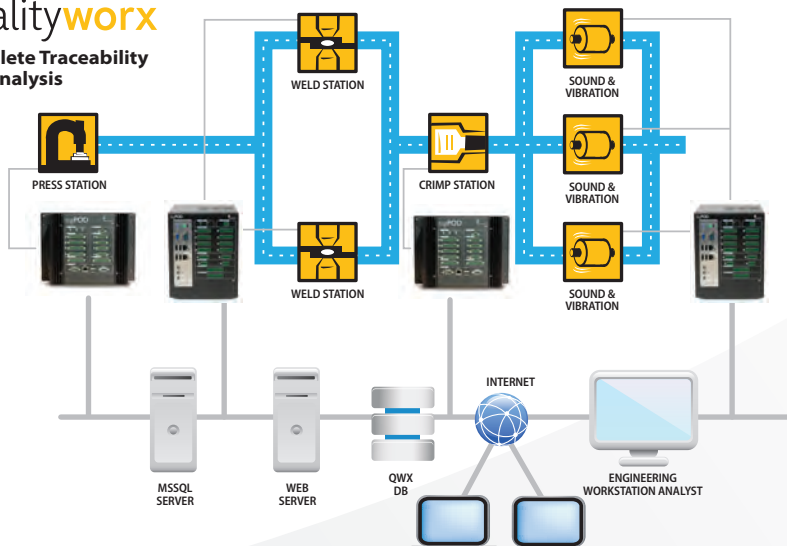 alityworx
lete Traceability
nalysis
WELD STATION
SOUND &
VIBRATION
PRESS STATION
CRIMP STATION
SOUND &
VIBRATION
WELD STATION
SOUND &
VIBRATION
INTERNET
MSSQL
SERVER
WEB
SERVER
QWX
DB
ENGINEERING
WORKSTATION ANALYST